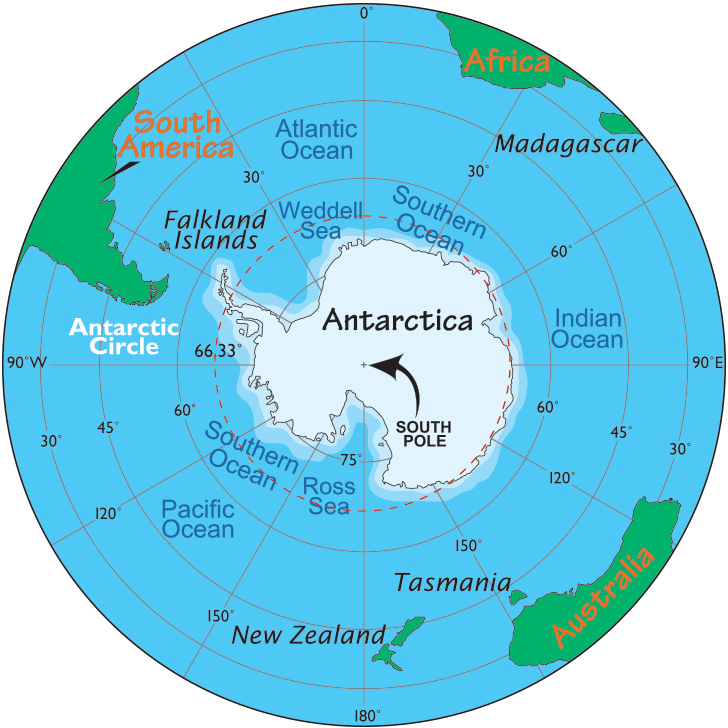 0°
Africa
South
America
Atlantic
Ocean
Madagascar
30°
30°
Southern
Ocean
Weddell
Sea
Falkland
Islands
60°
Antarctica
Indian
Ocean
Antarctic
Circle
66,33°
90°W
90°E
SOUTH
POLE
60°
60°
45°
45°
30°
30°
75°
Southern
Ocean
Ross
Sea
120°
120°
Pacific
Ocean
150°
150°
Tasmania
Australia
New Zealand
180°